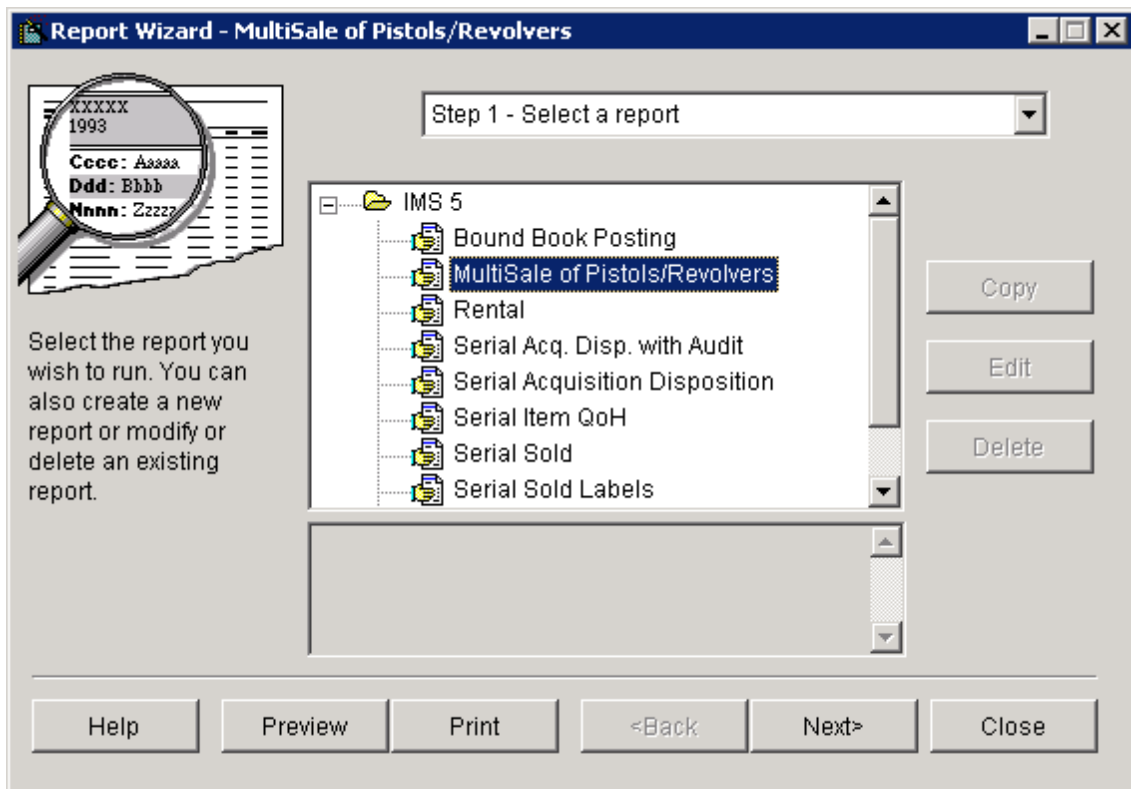 Report Wizard - MultiSale of Pistols/Revolvers
XXXXX
1993
Cccc: Aaaaa
Ddd: Bbbb
Nnnn: Zzzzz
Step 1 - Select a report
IMS 5
Bound Book Posting
MultiSale of Pistols/Revolvers
Rental
Serial Acq. Disp. with Audit
Serial Acquisition Disposition
Serial Item QoH
Serial Sold
Serial Sold Labels
Copy
Edit
Delete
Select the report you
wish to run. You can
also create a new
report or modify or
delete an existing
report.
Help
Preview
Print
<Back
Next>
Close